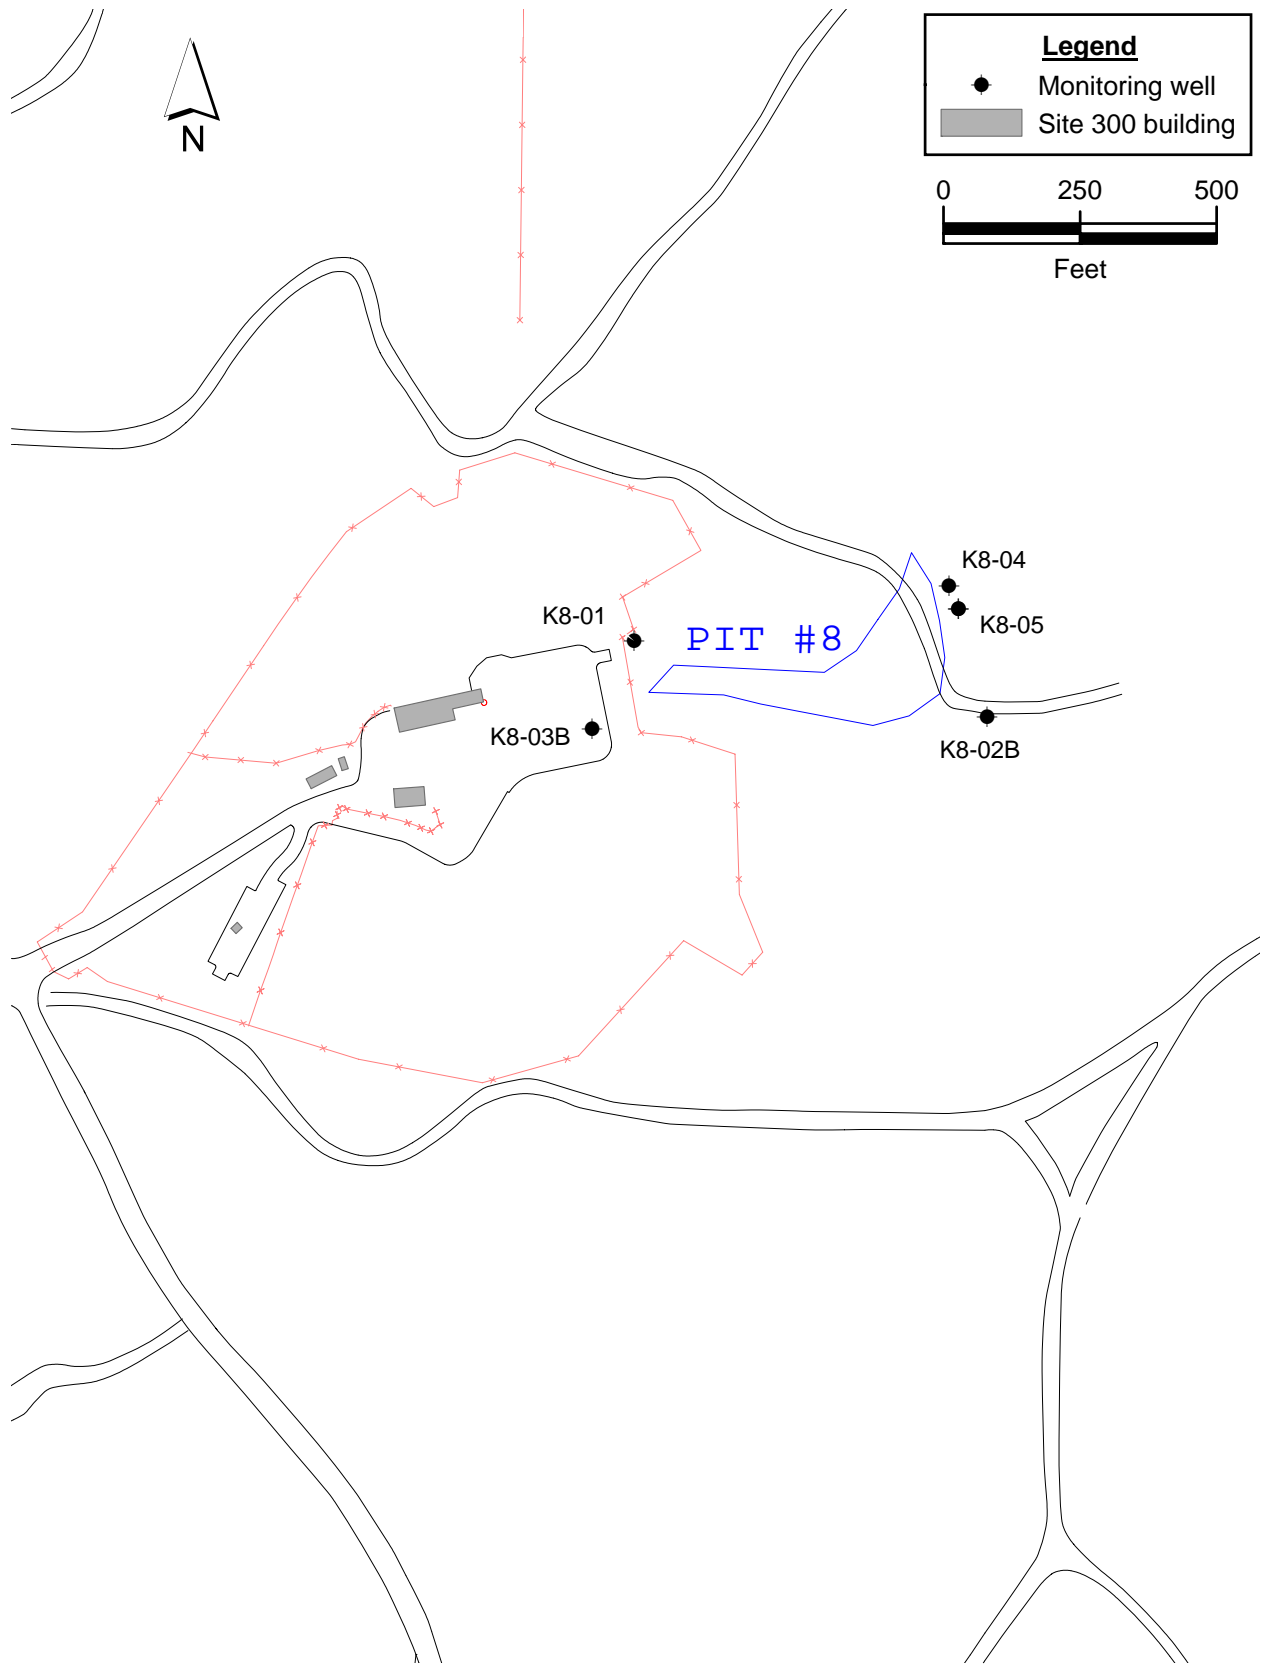 Legend
Monitoring well
Site 300 building
N
0 250 500
Feet
K8-04
K8-01
K8-05
PIT #8
K8-03B
K8-02B